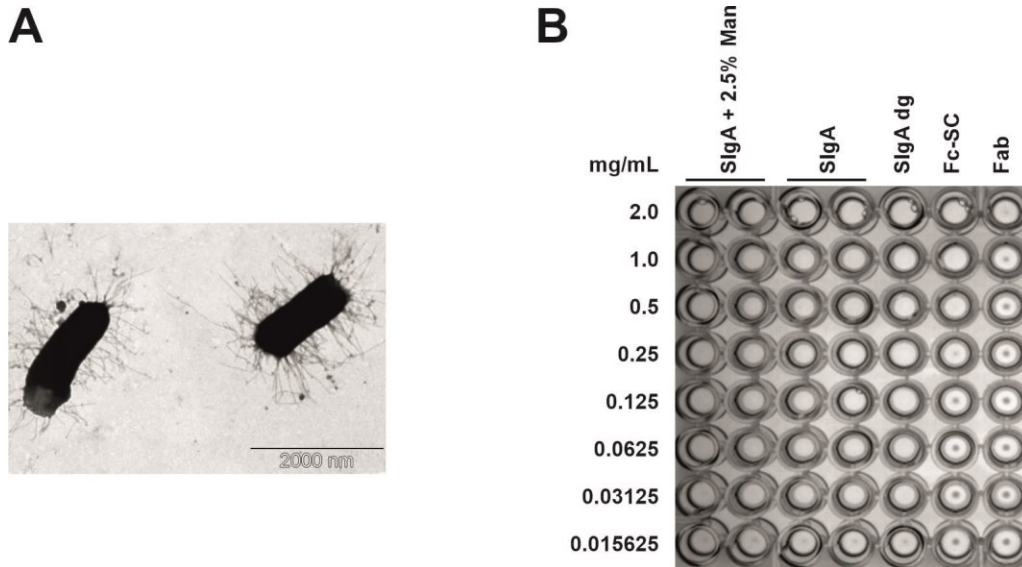 A
2000 nm
B
SIgA + 2.5% Man
SIgA
SIgA dg
Fc-SC
Fab
mg/mL
2.0
1.0
0.5
0.25
0.125
0.0625
0.03125
0.015625